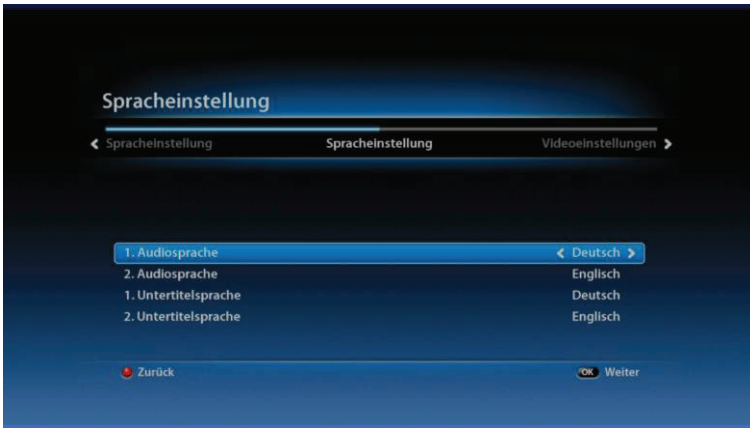 Spracheinstellung
Spracheinstellung Spracheinstellung Videoeinstellungen
1. Audiosprache Deutsch
2. Audiosprache Englisch
1. Untertitelsprache Deutsch
2. Untertitelsprache Englisch
Zurück OK Weiter